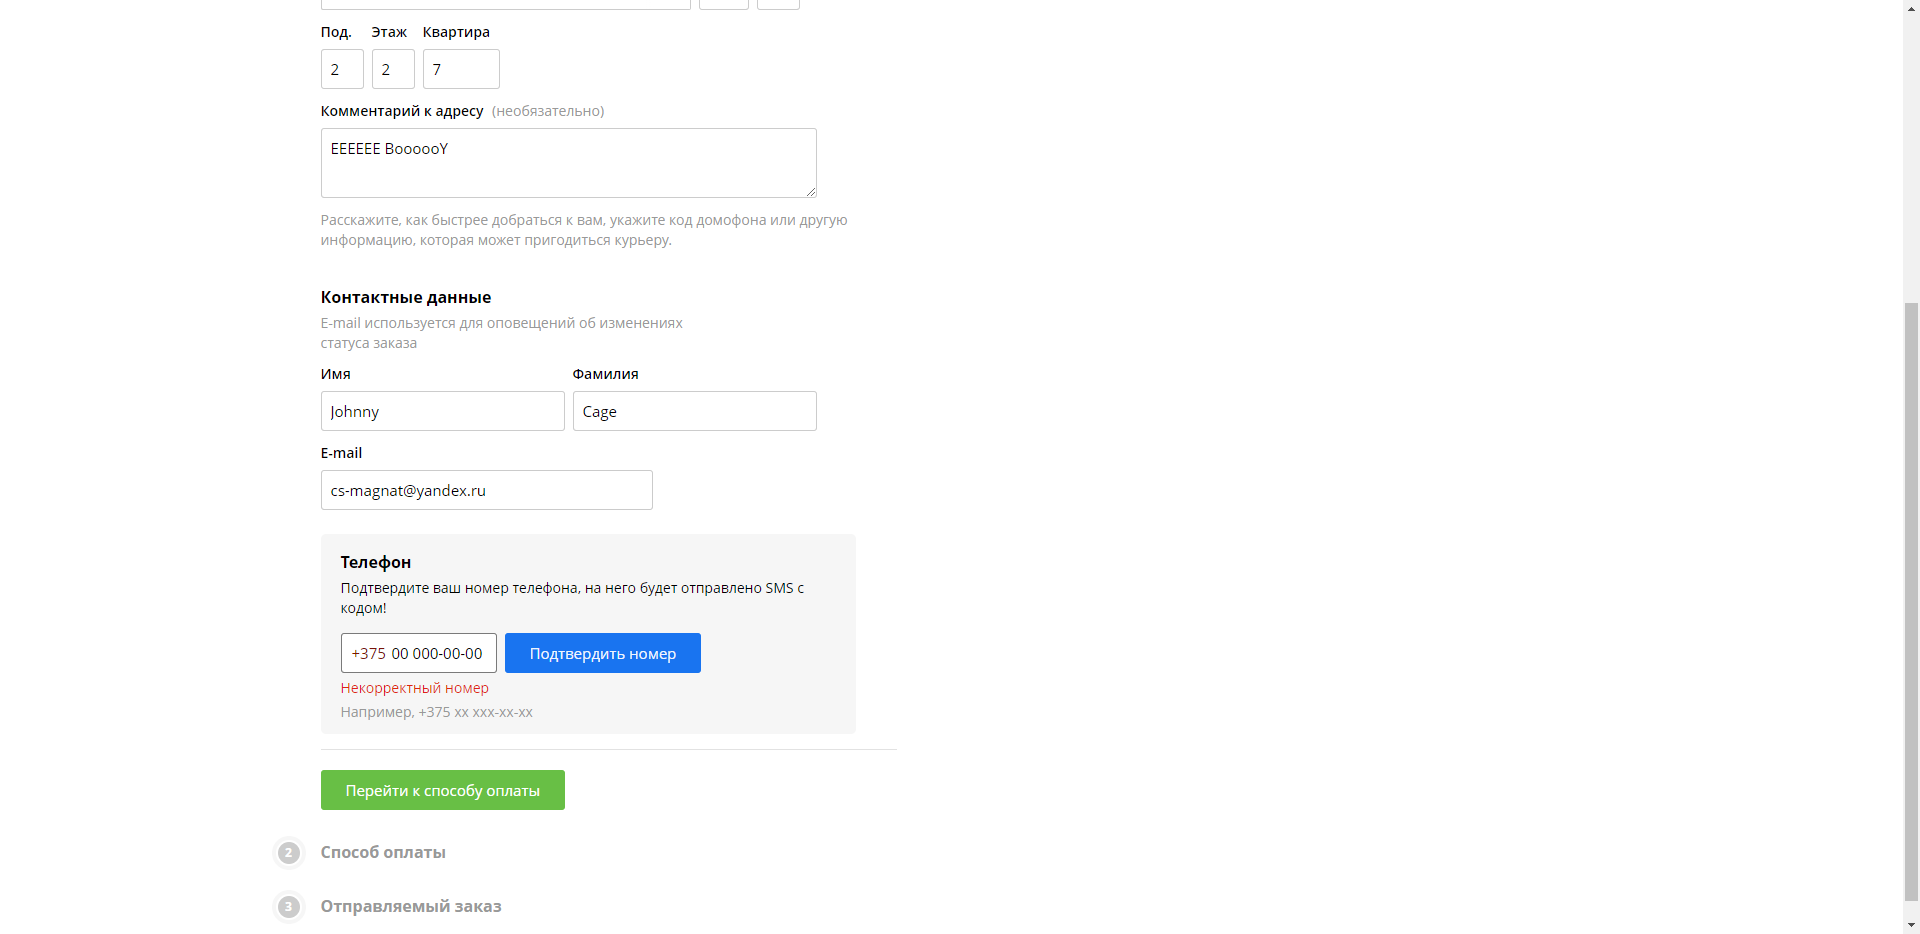 Под. Этаж Квартира
2 2 7
Комментарий к адресу (необязательно)
EEEEEE BoooooY
Расскажите, как быстрее добраться к вам, укажите код домофона или другую
информацию, которая может пригодиться курьеру.
Контактные данные
E-mail используется для оповещений об изменениях
статуса заказа
Имя Фамилия
Johnny Cage
E-mail
cs-magnat@yandex.ru
Телефон
Подтвердите ваш номер телефона, на него будет отправлено SMS с
кодом!
+375 00 000-00-00 Подтвердить номер
Некорректный номер
Например, +375 xx xxx-xx-xx
Перейти к способу оплаты
2 Способ оплаты
3 Отправляемый заказ